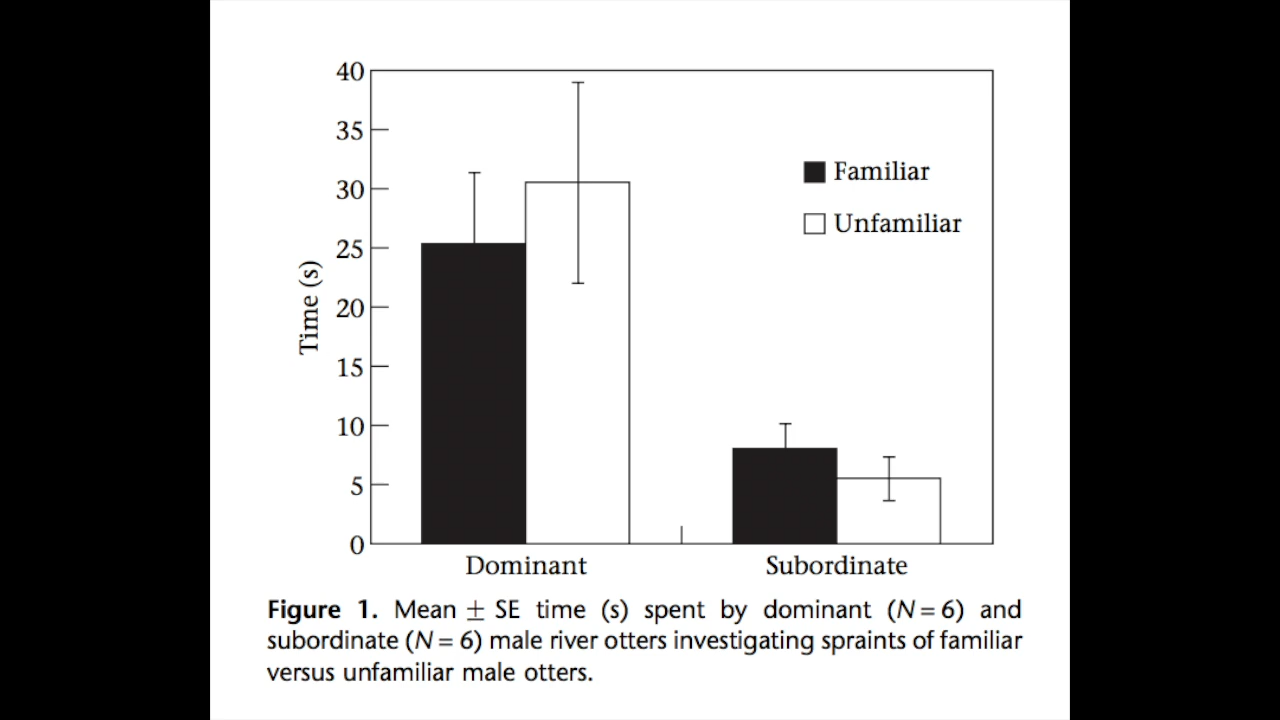 40
35
30
25
20
15
10
5
0
Time (s)
Familiar
Unfamiliar
Dominant
Subordinate
Figure 1. Mean ± SE time (s) spent by dominant (N = 6) and
subordinate (N = 6) male river otters investigating spraints of familiar
versus unfamiliar male otters.